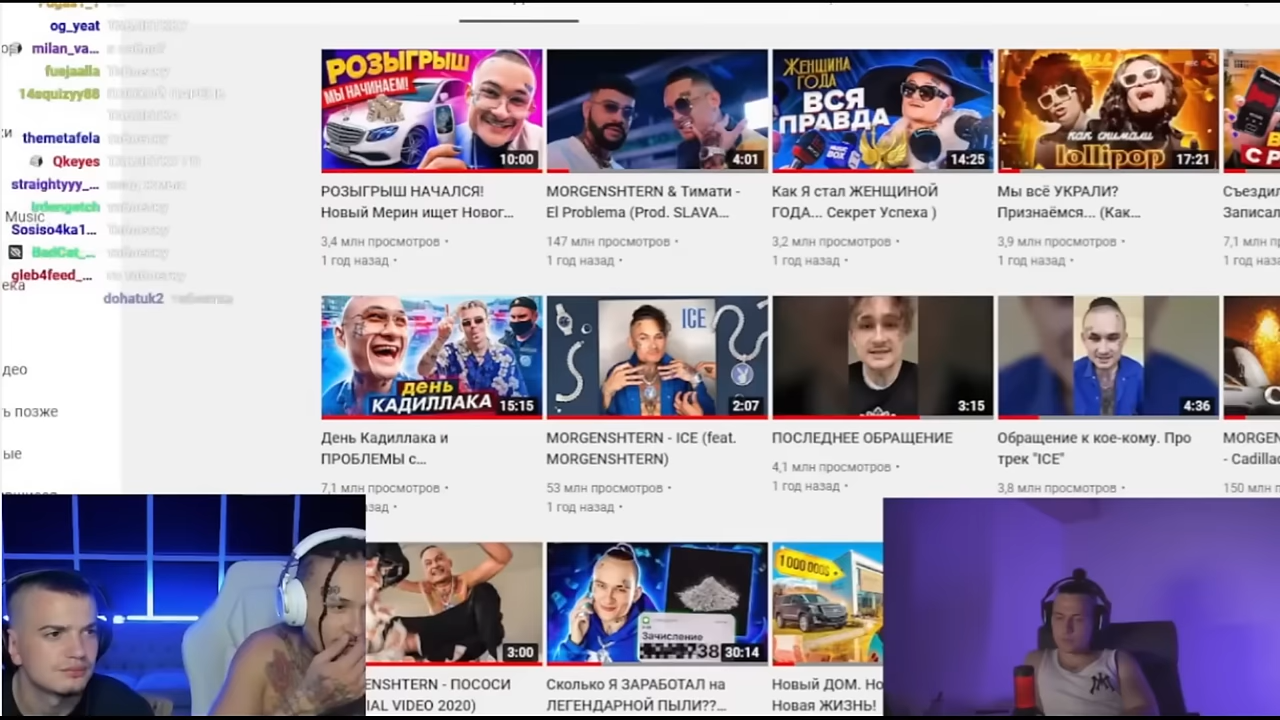 og_yeat
milan_va...
fuejaalla
14squizyy88
themetafela
Qkeyes
straightyyy_...
Music
Sosiso4ka1...
BadCat_...
gleb4feed_...
dohatuk2
део
ь позже
ые
РОЗЫГРЫШ
МЫ НАЧИНАЕМ!
10:00
РОЗЫГРЫШ НАЧАЛСЯ!
Новый Мерин ищет Новог...
3,4 млн просмотров •
1 год назад •
4:01
MORGENSHTERN & Тимати -
El Problema (Prod. SLAVA...
147 млн просмотров •
1 год назад •
ЖЕНЩИНА
ГОДА
ВСЯ
ПРАВДА
14:25
Как Я стал ЖЕНЩИНОЙ
ГОДА... Секрет Успеха )
3,2 млн просмотров •
1 год назад •
как снимали
lollipop
17:21
Мы всё УКРАЛИ?
Признаёмся... (Как...
3,9 млн просмотров •
1 год назад •
С Р
Съездил
Записал
7,1 млн п
1 год наза
ДЕНЬ
КАДИЛЛАКА
15:15
День Кадиллака и
ПРОБЛЕМЫ с...
7,1 млн просмотров •
назад •
ICE
2:07
MORGENSHTERN - ICE (feat.
MORGENSHTERN)
53 млн просмотров •
1 год назад •
3:15
ПОСЛЕДНЕЕ ОБРАЩЕНИЕ
4,1 млн просмотров •
1 год назад •
4:36
Обращение к кое-кому. Про
трек "ICE"
3,8 млн просмотров •
MORGEN
- Cadillac
150 млн
3:00
ENSHTERN - ПОСОСИ
IAL VIDEO 2020)
Зачисление
738
30:14
Сколько Я ЗАРАБОТАЛ на
ЛЕГЕНДАРНОЙ ПЫЛИ??...
1 000 000$
Новый ДОМ. Но
Новая ЖИЗНЬ!